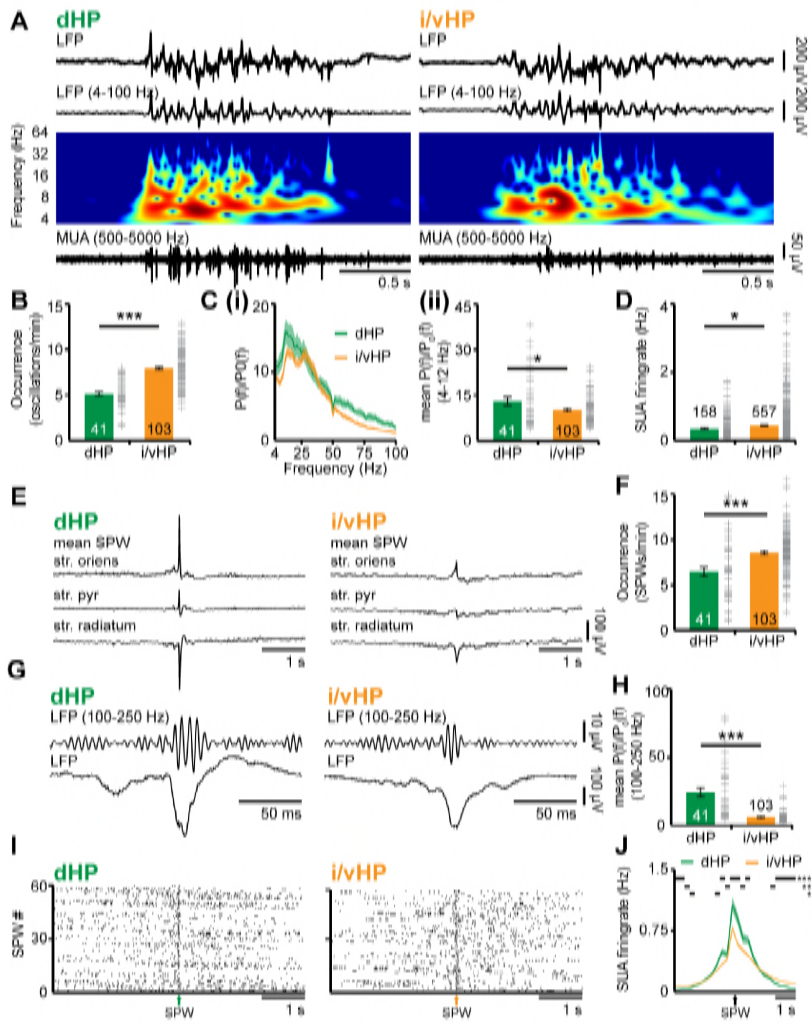 A
dHP
i/vHP
LFP
LFP
LFP (4-100 Hz)
LFP (4-100 Hz)
200 µV
200 µV
Frequency (Hz)
64
32
16
8
4
MUA (500-5000 Hz)
MUA (500-5000 Hz)
50 µV
0.5 s
0.5 s
B
Occurrence
(oscillations/min)
15
10
5
0
***
41
103
dHP
i/vHP
C (i)
P(f)/P0(f)
20
10
0
dHP
i/vHP
4
25
50
75
100
Frequency (Hz)
(ii)
mean P(f)/P0(f)
(4-12 Hz)
45
30
15
0
*
41
103
dHP
i/vHP
D
SUA firingrate (Hz)
4
2
0
*
158
557
dHP
i/vHP
E
dHP
i/vHP
mean SPW
mean SPW
str. oriens
str. oriens
str. pyr
str. pyr
str. radiatum
str. radiatum
100 µV
1 s
1 s
F
Occurrence
(SPWs/min)
15
10
5
0
***
41
103
dHP
i/vHP
G
dHP
i/vHP
LFP (100-250 Hz)
LFP (100-250 Hz)
10 µV
LFP
LFP
100 µV
50 ms
50 ms
H
mean P(f)/P0(f)
(100-250 Hz)
100
50
0
***
41
103
dHP
i/vHP
I
dHP
i/vHP
SPW #
60
30
0
1 s
1 s
SPW
SPW
J
dHP
i/vHP
SUA firingrate (Hz)
1.5
0.75
0
SPW
1 s